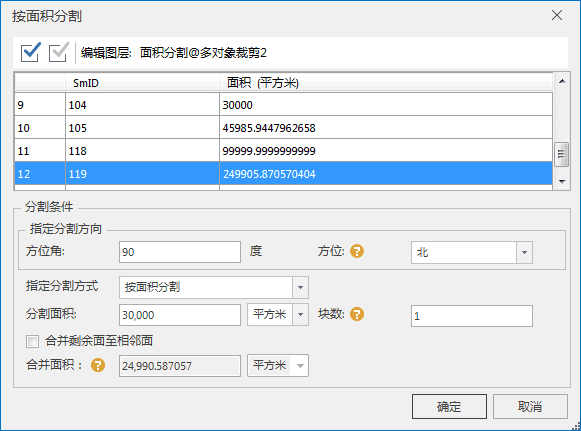 按面积分割
编辑图层: 面积分割@多对象裁剪2
SmID 面积 (平方米)
9 104 30000
10 105 45985.9447962658
11 118 99999.9999999999
12 119 249905.870570404
分割条件
指定分割方向
方位角: 90 度 方位: ? 北
指定分割方式 按面积分割
分割面积: 30,000 平方米 块数: ? 1
合并剩余面至相邻面
合并面积： ? 24,990.587057 平方米
确定 取消